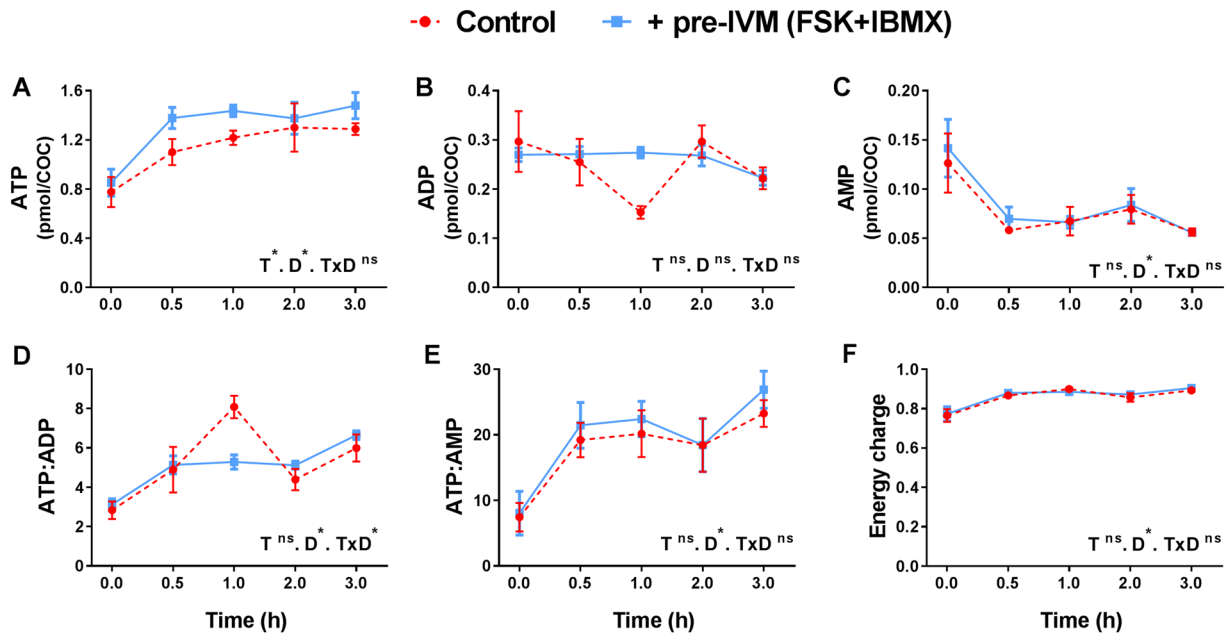 Control + pre-IVM (FSK+IBMX)
A
ATP
(pmol/COC)
1.6
1.2
0.8
0.4
0.0
T*. D*. TxD ns
0.0 0.5 1.0 2.0 3.0
B
ADP
(pmol/COC)
0.4
0.3
0.2
0.1
0.0
T ns. D ns. TxD ns
0.0 0.5 1.0 2.0 3.0
C
AMP
(pmol/COC)
0.20
0.15
0.10
0.05
0.00
T ns. D*. TxD ns
0.0 0.5 1.0 2.0 3.0
D
ATP:ADP
10
8
6
4
2
0
T ns. D*. TxD*
0.0 0.5 1.0 2.0 3.0
Time (h)
E
ATP:AMP
30
20
10
0
T ns. D*. TxD ns
0.0 0.5 1.0 2.0 3.0
Time (h)
F
Energy charge
1.0
0.8
0.6
0.4
0.2
0.0
T ns. D*. TxD ns
0.0 0.5 1.0 2.0 3.0
Time (h)